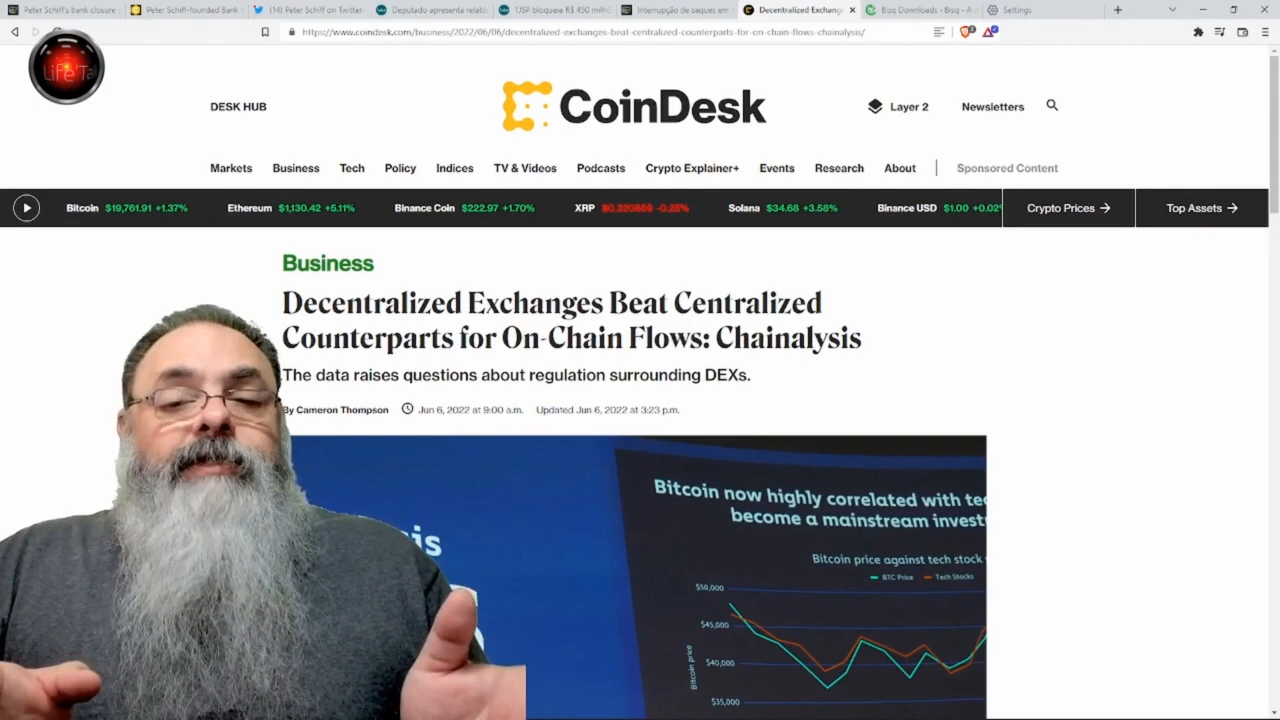 Peter Schiff's bank closure
Peter Schiff-founded Bank
(14) Peter Schiff on Twitter
Deputado apresenta relató
TJSP bloqueia R$ 450 milhõ
Interrupção de saques em
Decentralized Exchang
Bisq Downloads ‹ Bisq - A d
Settings
https://www.coindesk.com/business/2022/06/06/decentralized-exchanges-beat-centralized-counterparts-for-on-chain-flows-chainalysis/
DESK HUB
CoinDesk
Layer 2
Newsletters
Markets
Business
Tech
Policy
Indices
TV & Videos
Podcasts
Crypto Explainer+
Events
Research
About
Sponsored Content
Bitcoin $19,761.91 +1.37%
Ethereum $1,130.42 +5.11%
Binance Coin $222.97 +1.70%
XRP -0.25%
Solana $34.68 +3.58%
Binance USD $1.00 +0.02
Crypto Prices →
Top Assets →
Business
Decentralized Exchanges Beat Centralized
Counterparts for On-Chain Flows: Chainalysis
The data raises questions about regulation surrounding DEXs.
By Cameron Thompson
Jun 6, 2022 at 9:00 a.m.
Updated Jun 6, 2022 at 3:23 p.m.
Bitcoin now highly correlated with te
become a mainstream invest
is
Bitcoin price against tech stock
BTC Price
Tech Stocks
$50,000
$45,000
$40,000
$35,000
Bitcoin price